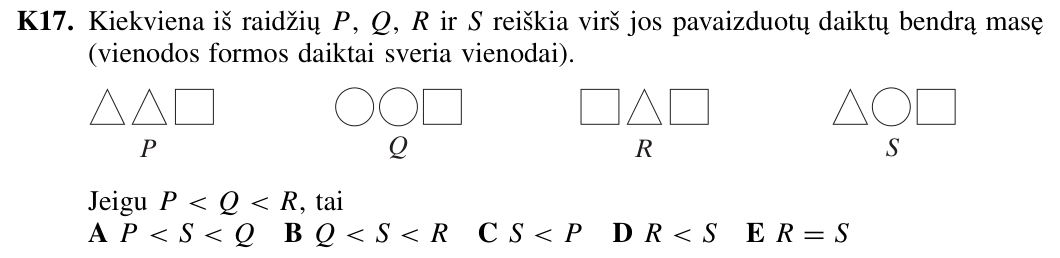 K17. Kiekviena iš raidžių P, Q, R ir S reiškia virš jos pavaizduotų daiktų bendrą masę
(vienodos formos daiktai sveria vienodai).
P Q R S
Jeigu P < Q < R, tai
A P < S < Q B Q < S < R C S < P D R < S E R = S